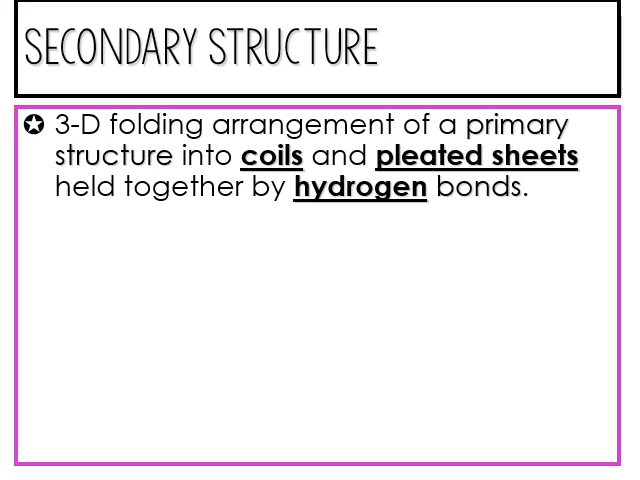 SECONDARY STRUCTURE
3-D folding arrangement of a primary
structure into coils and pleated sheets
held together by hydrogen bonds.